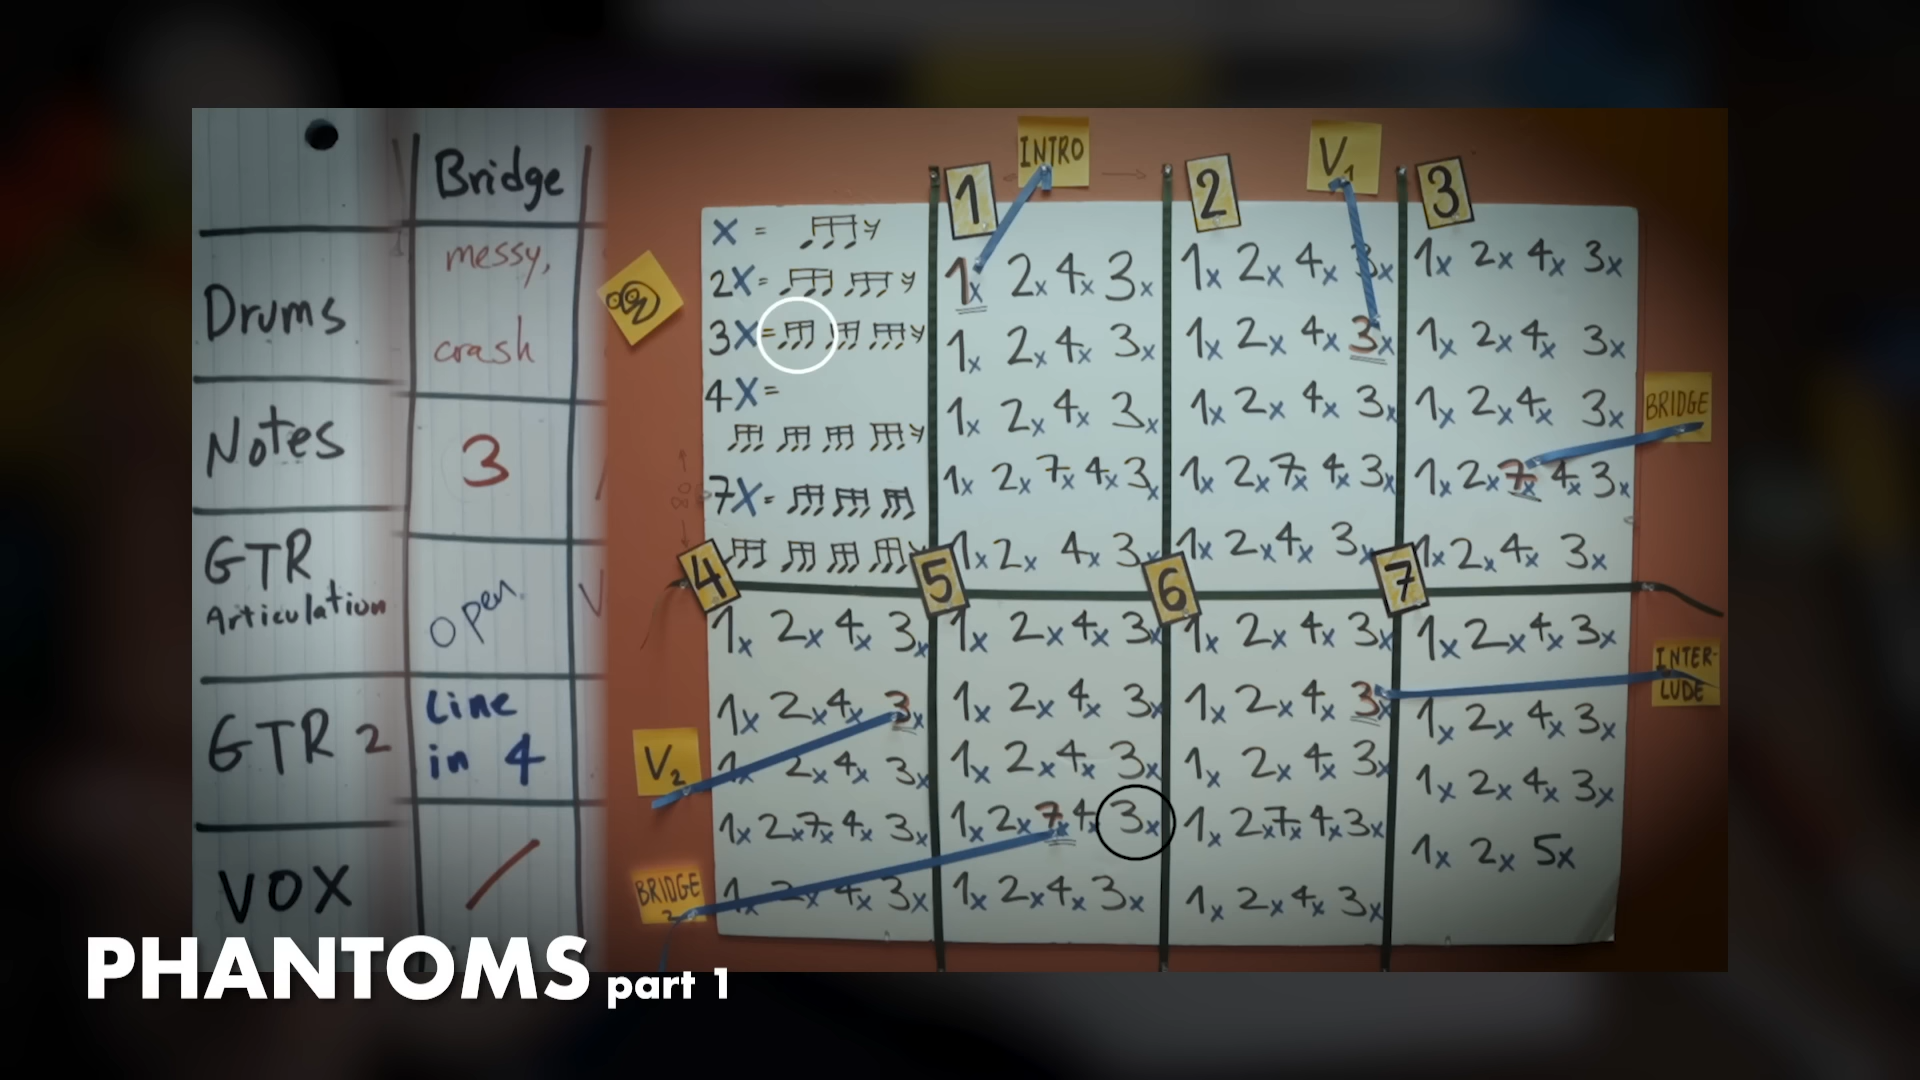 Bridge
Drums
messy,
crash
Notes
3
GTR
Articulation
open
GTR 2
Line
in 4
VOX
INTRO
V1
1
2
3
X =
2X =
3X =
4X =
7X =
1x 2x 4x 3x
1x 2x 4x 3x
1x 2x 4x 3x
1x 2x 7x 4x 3x
1x 2x 4x 3x
1x 2x 4x 3x
1x 2x 4x 3x
1x 2x 4x 3x
1x 2x 7x 4x 3x
1x 2x 4x 3x
1x 2x 4x 3x
1x 2x 4x 3x
1x 2x 4x 3x
1x 2x 7x 4x 3x
1x 2x 4x 3x
BRIDGE
4
5
6
7
1x 2x 4x 3x
1x 2x 4x 3x
1x 2x 4x 3x
1x 2x 7x 4x 3x
1x 2x 4x 3x
V2
BRIDGE
2
1x 2x 4x 3x
1x 2x 4x 3x
1x 2x 4x 3x
1x 2x 7x 4x 3x
1x 2x 4x 3x
1x 2x 4x 3x
1x 2x 4x 3x
1x 2x 4x 3x
1x 2x 7x 4x 3x
1x 2x 4x 3x
1x 2x 4x 3x
1x 2x 4x 3x
1x 2x 4x 3x
1x 2x 5x
INTER-
LUDE
PHANTOMS part 1